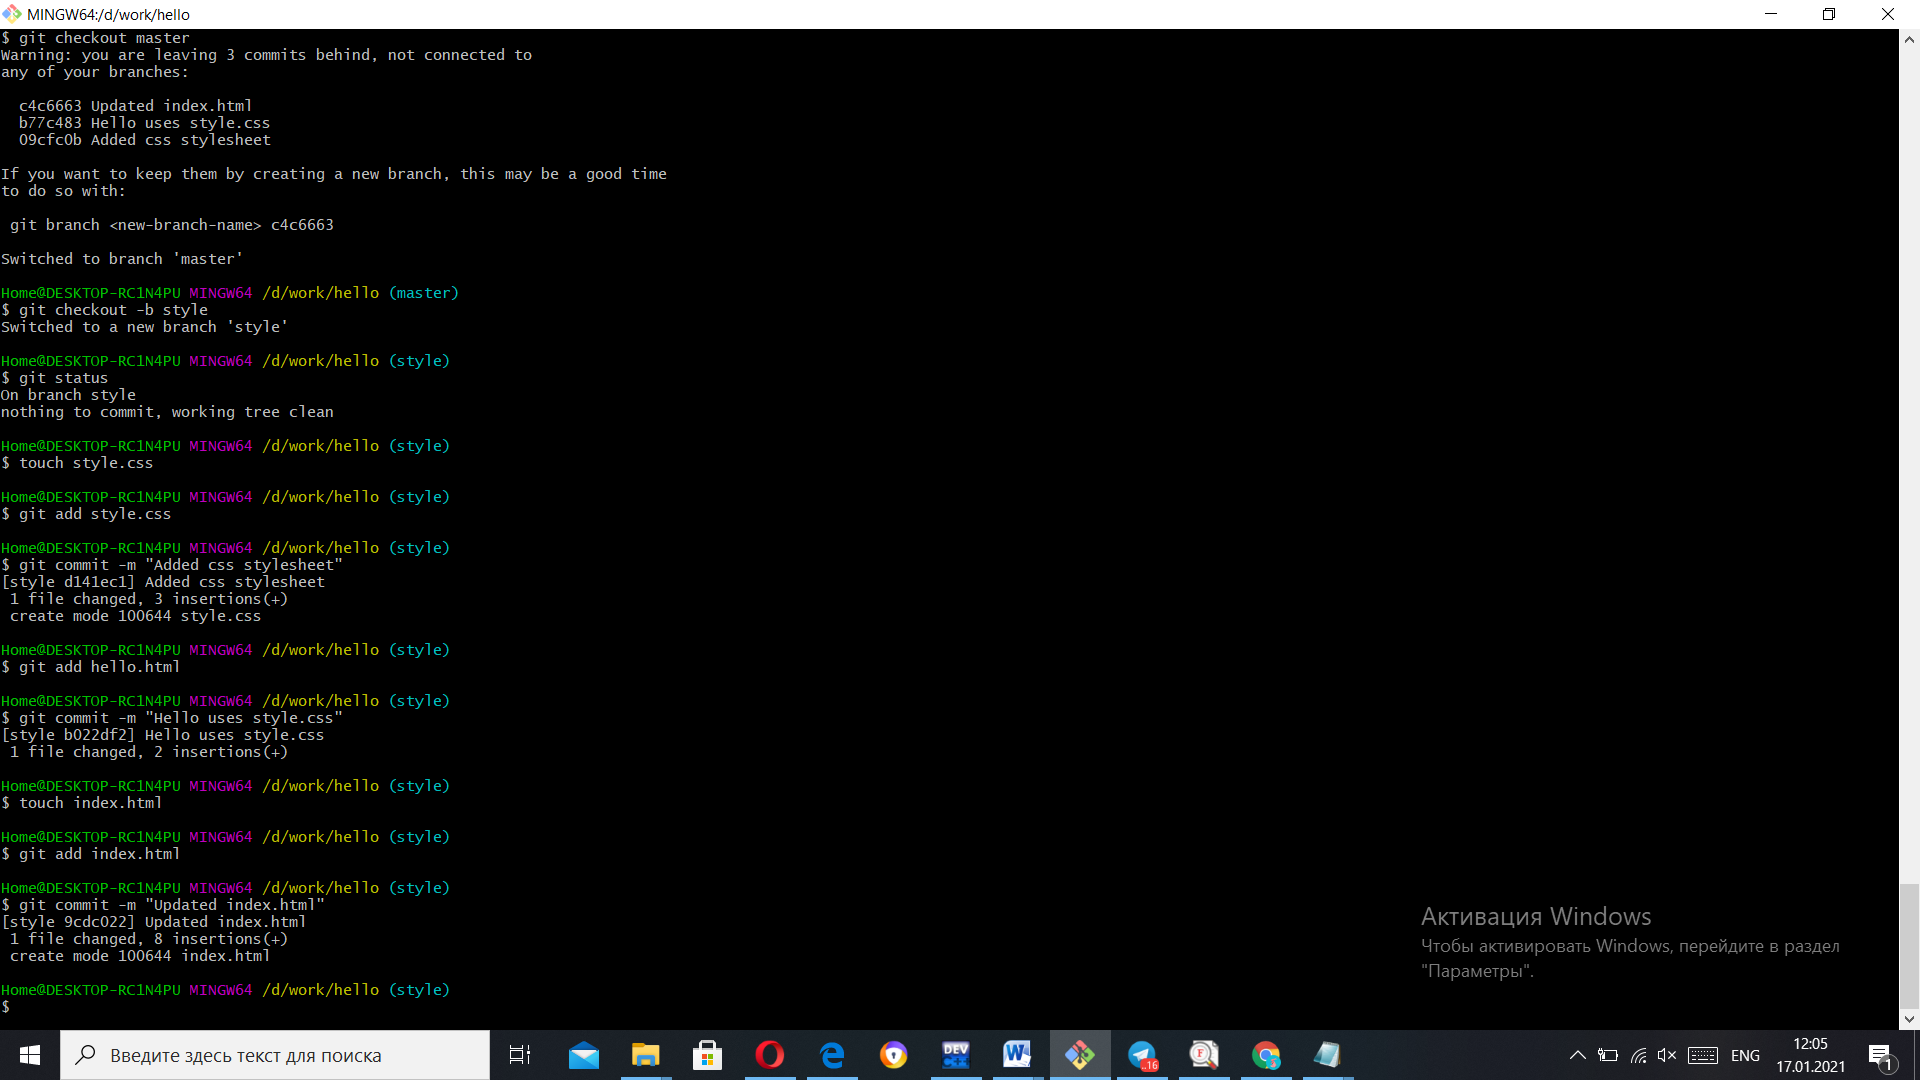 MINGW64:/d/work/hello
$ git checkout master
Warning: you are leaving 3 commits behind, not connected to
any of your branches:
c4c6663 Updated index.html
b77c483 Hello uses style.css
09cfc0b Added css stylesheet
If you want to keep them by creating a new branch, this may be a good time
to do so with:
git branch <new-branch-name> c4c6663
Switched to branch 'master'
Home@DESKTOP-RC1N4PU MINGW64 /d/work/hello (master)
$ git checkout -b style
Switched to a new branch 'style'
Home@DESKTOP-RC1N4PU MINGW64 /d/work/hello (style)
$ git status
On branch style
nothing to commit, working tree clean
Home@DESKTOP-RC1N4PU MINGW64 /d/work/hello (style)
$ touch style.css
Home@DESKTOP-RC1N4PU MINGW64 /d/work/hello (style)
$ git add style.css
Home@DESKTOP-RC1N4PU MINGW64 /d/work/hello (style)
$ git commit -m "Added css stylesheet"
[style d141ec1] Added css stylesheet
1 file changed, 3 insertions(+)
create mode 100644 style.css
Home@DESKTOP-RC1N4PU MINGW64 /d/work/hello (style)
$ git add hello.html
Home@DESKTOP-RC1N4PU MINGW64 /d/work/hello (style)
$ git commit -m "Hello uses style.css"
[style b022df2] Hello uses style.css
1 file changed, 2 insertions(+)
Home@DESKTOP-RC1N4PU MINGW64 /d/work/hello (style)
$ touch index.html
Home@DESKTOP-RC1N4PU MINGW64 /d/work/hello (style)
$ git add index.html
Home@DESKTOP-RC1N4PU MINGW64 /d/work/hello (style)
$ git commit -m "Updated index.html"
[style 9cdc022] Updated index.html
1 file changed, 8 insertions(+)
create mode 100644 index.html
Home@DESKTOP-RC1N4PU MINGW64 /d/work/hello (style)
$
Активация Windows
Чтобы активировать Windows, перейдите в раздел
"Параметры".
Введите здесь текст для поиска
DEV
C++
W
..16
F
S
ENG
12:05
17.01.2021
1